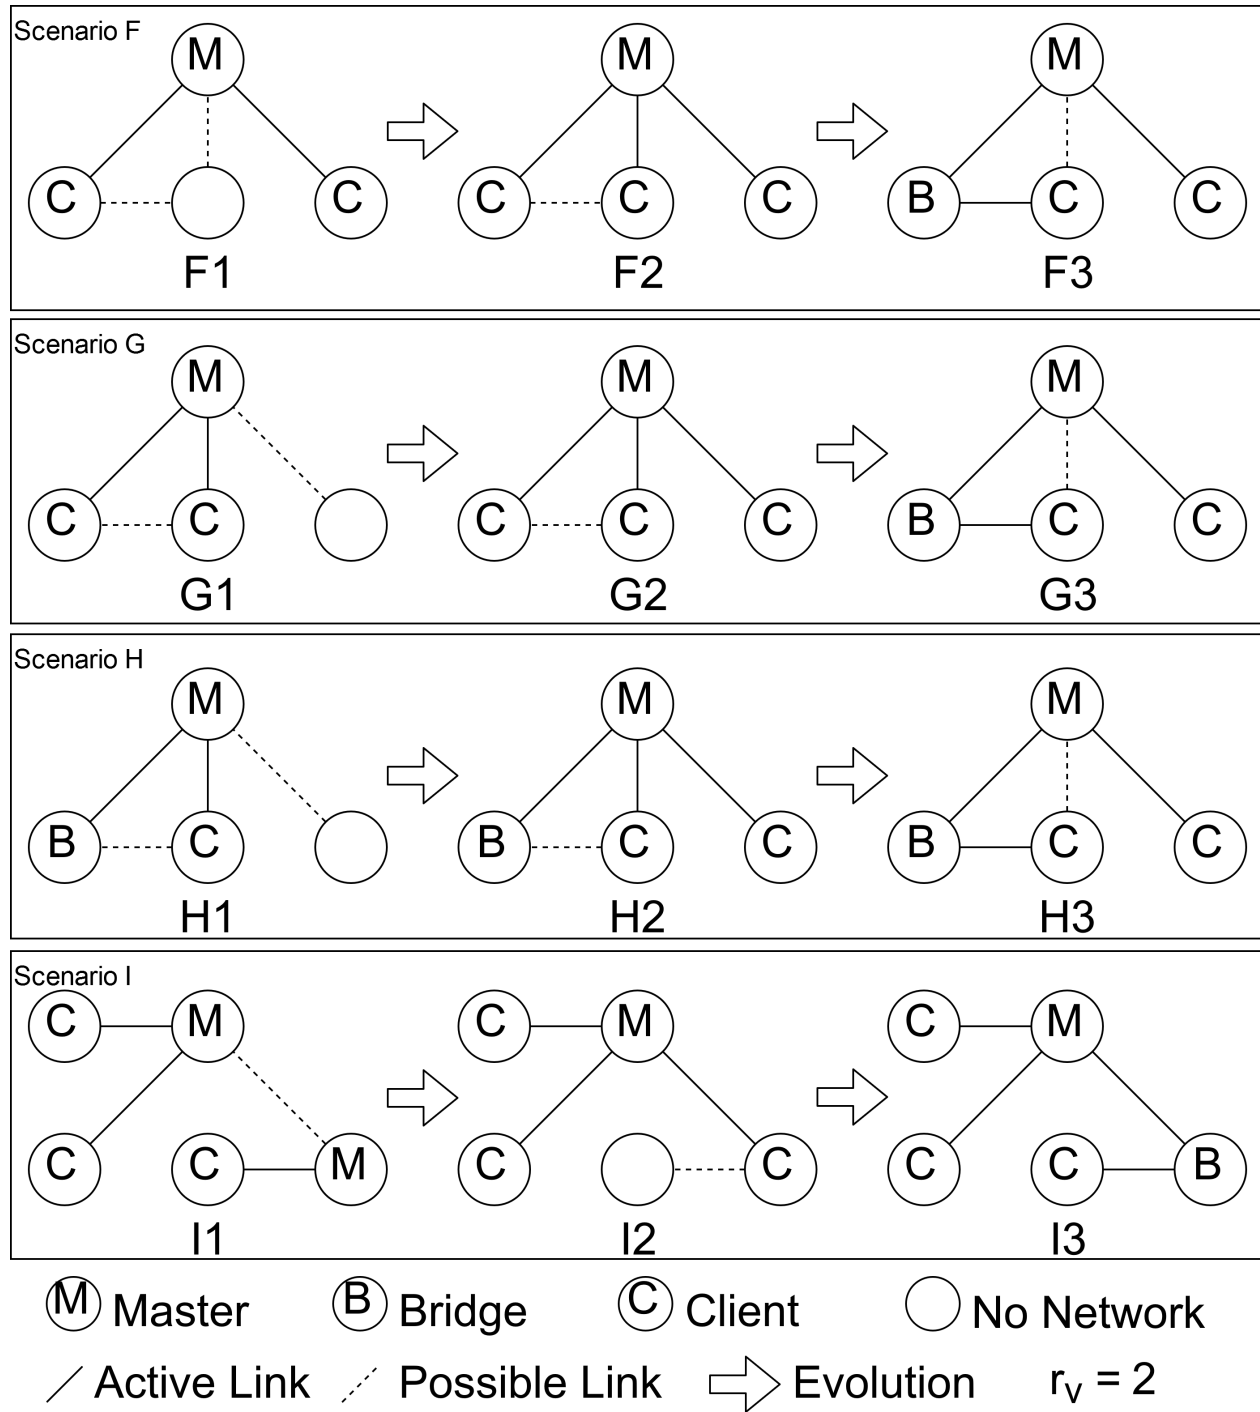 Scenario F
M M M
C C C C C B C C
F1 F2 F3
Scenario G
M M M
C C C C C B C C
G1 G2 G3
Scenario H
M M M
B C B C C B C C
H1 H2 H3
Scenario I
C M C M C M
C C M C C C C B
I1 I2 I3
M Master B Bridge C Client No Network
Active Link Possible Link Evolution rv = 2